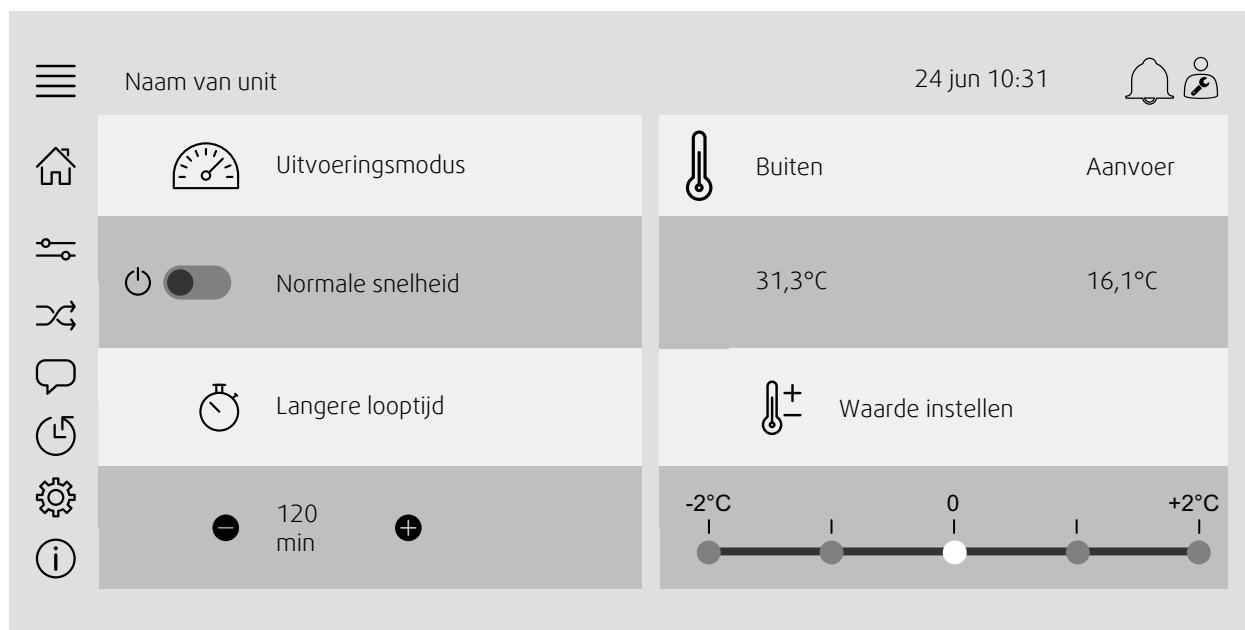 Naam van unit
24 jun 10:31
Uitvoeringsmodus
Buiten
Aanvoer
Normale snelheid
31,3°C
16,1°C
Langere looptijd
Waarde instellen
120
min
-2°C
0
+2°C